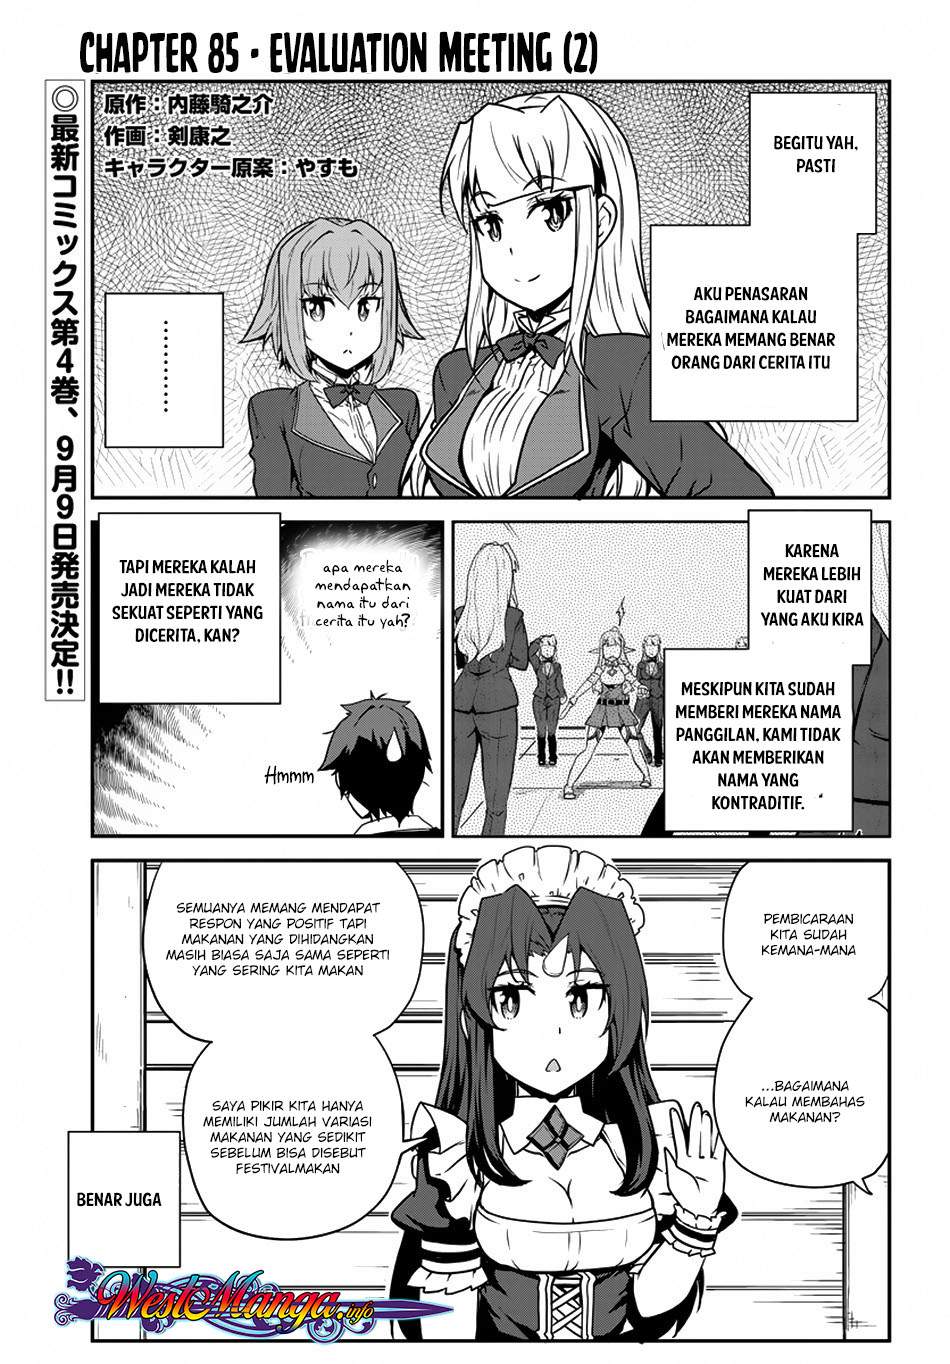 CHAPTER 85 - EVALUATION MEETING (2)
◎最新コミックス第4巻、9月9日発売決定!!
原作：内藤騎之介
作画：剣康之
キャラクター原案：やすも
BEGITU YAH,
PASTI
AKU PENASARAN
BAGAIMANA KALAU
MEREKA MEMANG BENAR
ORANG DARI CERITA ITU
..........
KARENA
MEREKA LEBIH
KUAT DARI
YANG AKU KIRA
MESKIPUN KITA SUDAH
MEMBERI MEREKA NAMA
PANGGILAN, KAMI TIDAK
AKAN MEMBERIKAN
NAMA YANG
KONTRADITIF.
TAPI MEREKA KALAH
JADI MEREKA TIDAK
SEKUAT SEPERTI YANG
DICERITA, KAN?
apa mereka
mendapatkan
nama itu dari
cerita itu yah?
Hmmm
PEMBICARAAN
KITA SUDAH
KEMANA-MANA
...BAGAIMANA
KALAU MEMBAHAS
MAKANAN?
SEMUANYA MEMANG MENDAPAT
RESPON YANG POSITIF TAPI
MAKANAN YANG DIHIDANGKAN
MASIH BIASA SAJA SAMA SEPERTI
YANG SERING KITA MAKAN
SAYA PIKIR KITA HANYA
MEMILIKI JUMLAH VARIASI
MAKANAN YANG SEDIKIT
SEBELUM BISA DISEBUT
FESTIVALMAKAN
BENAR JUGA
WestManga.info